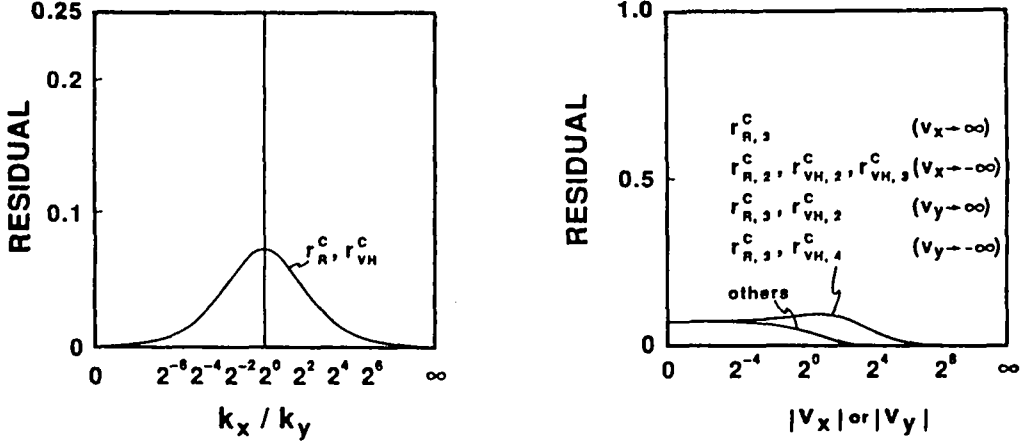 0.25
0.2
0.1
0
RESIDUAL
r^C_R, r^C_VH
0 2^-6 2^-4 2^-2 2^0 2^2 2^4 2^6 ∞
k_x / k_y
1.0
0.5
0
RESIDUAL
r^C_R,3 (v_x→∞)
r^C_R,2, r^C_VH,2, r^C_VH,3 (v_x→-∞)
r^C_R,3, r^C_VH,2 (v_y→∞)
r^C_R,3, r^C_VH,4 (v_y→-∞)
others
0 2^-4 2^0 2^4 2^8 ∞
|v_x| or |v_y|